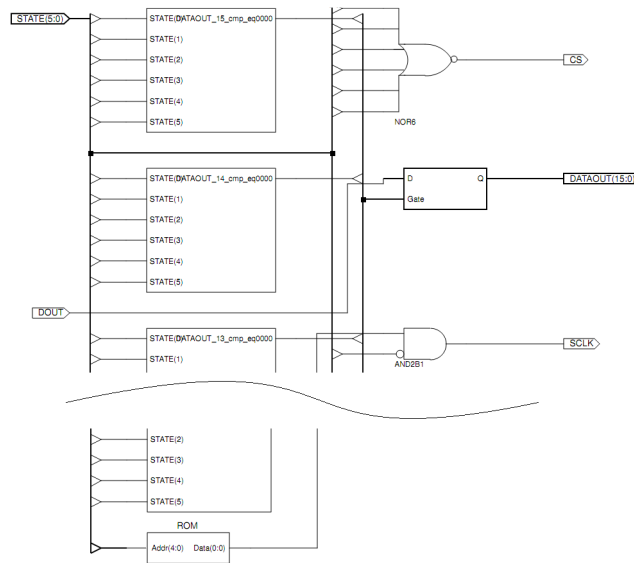 STATE(5:0)
STATE(0)
DATAOUT_15_cmp_eq0000
STATE(1)
STATE(2)
STATE(3)
STATE(4)
STATE(5)
CS
NOR6
STATE(0)
DATAOUT_14_cmp_eq0000
STATE(1)
STATE(2)
STATE(3)
STATE(4)
STATE(5)
D
Q
Gate
DATAOUT(15:0)
DOUT
STATE(0)
DATAOUT_13_cmp_eq0000
STATE(1)
AND2B1
SCLK
STATE(2)
STATE(3)
STATE(4)
STATE(5)
ROM
Addr(4:0)
Data(0:0)